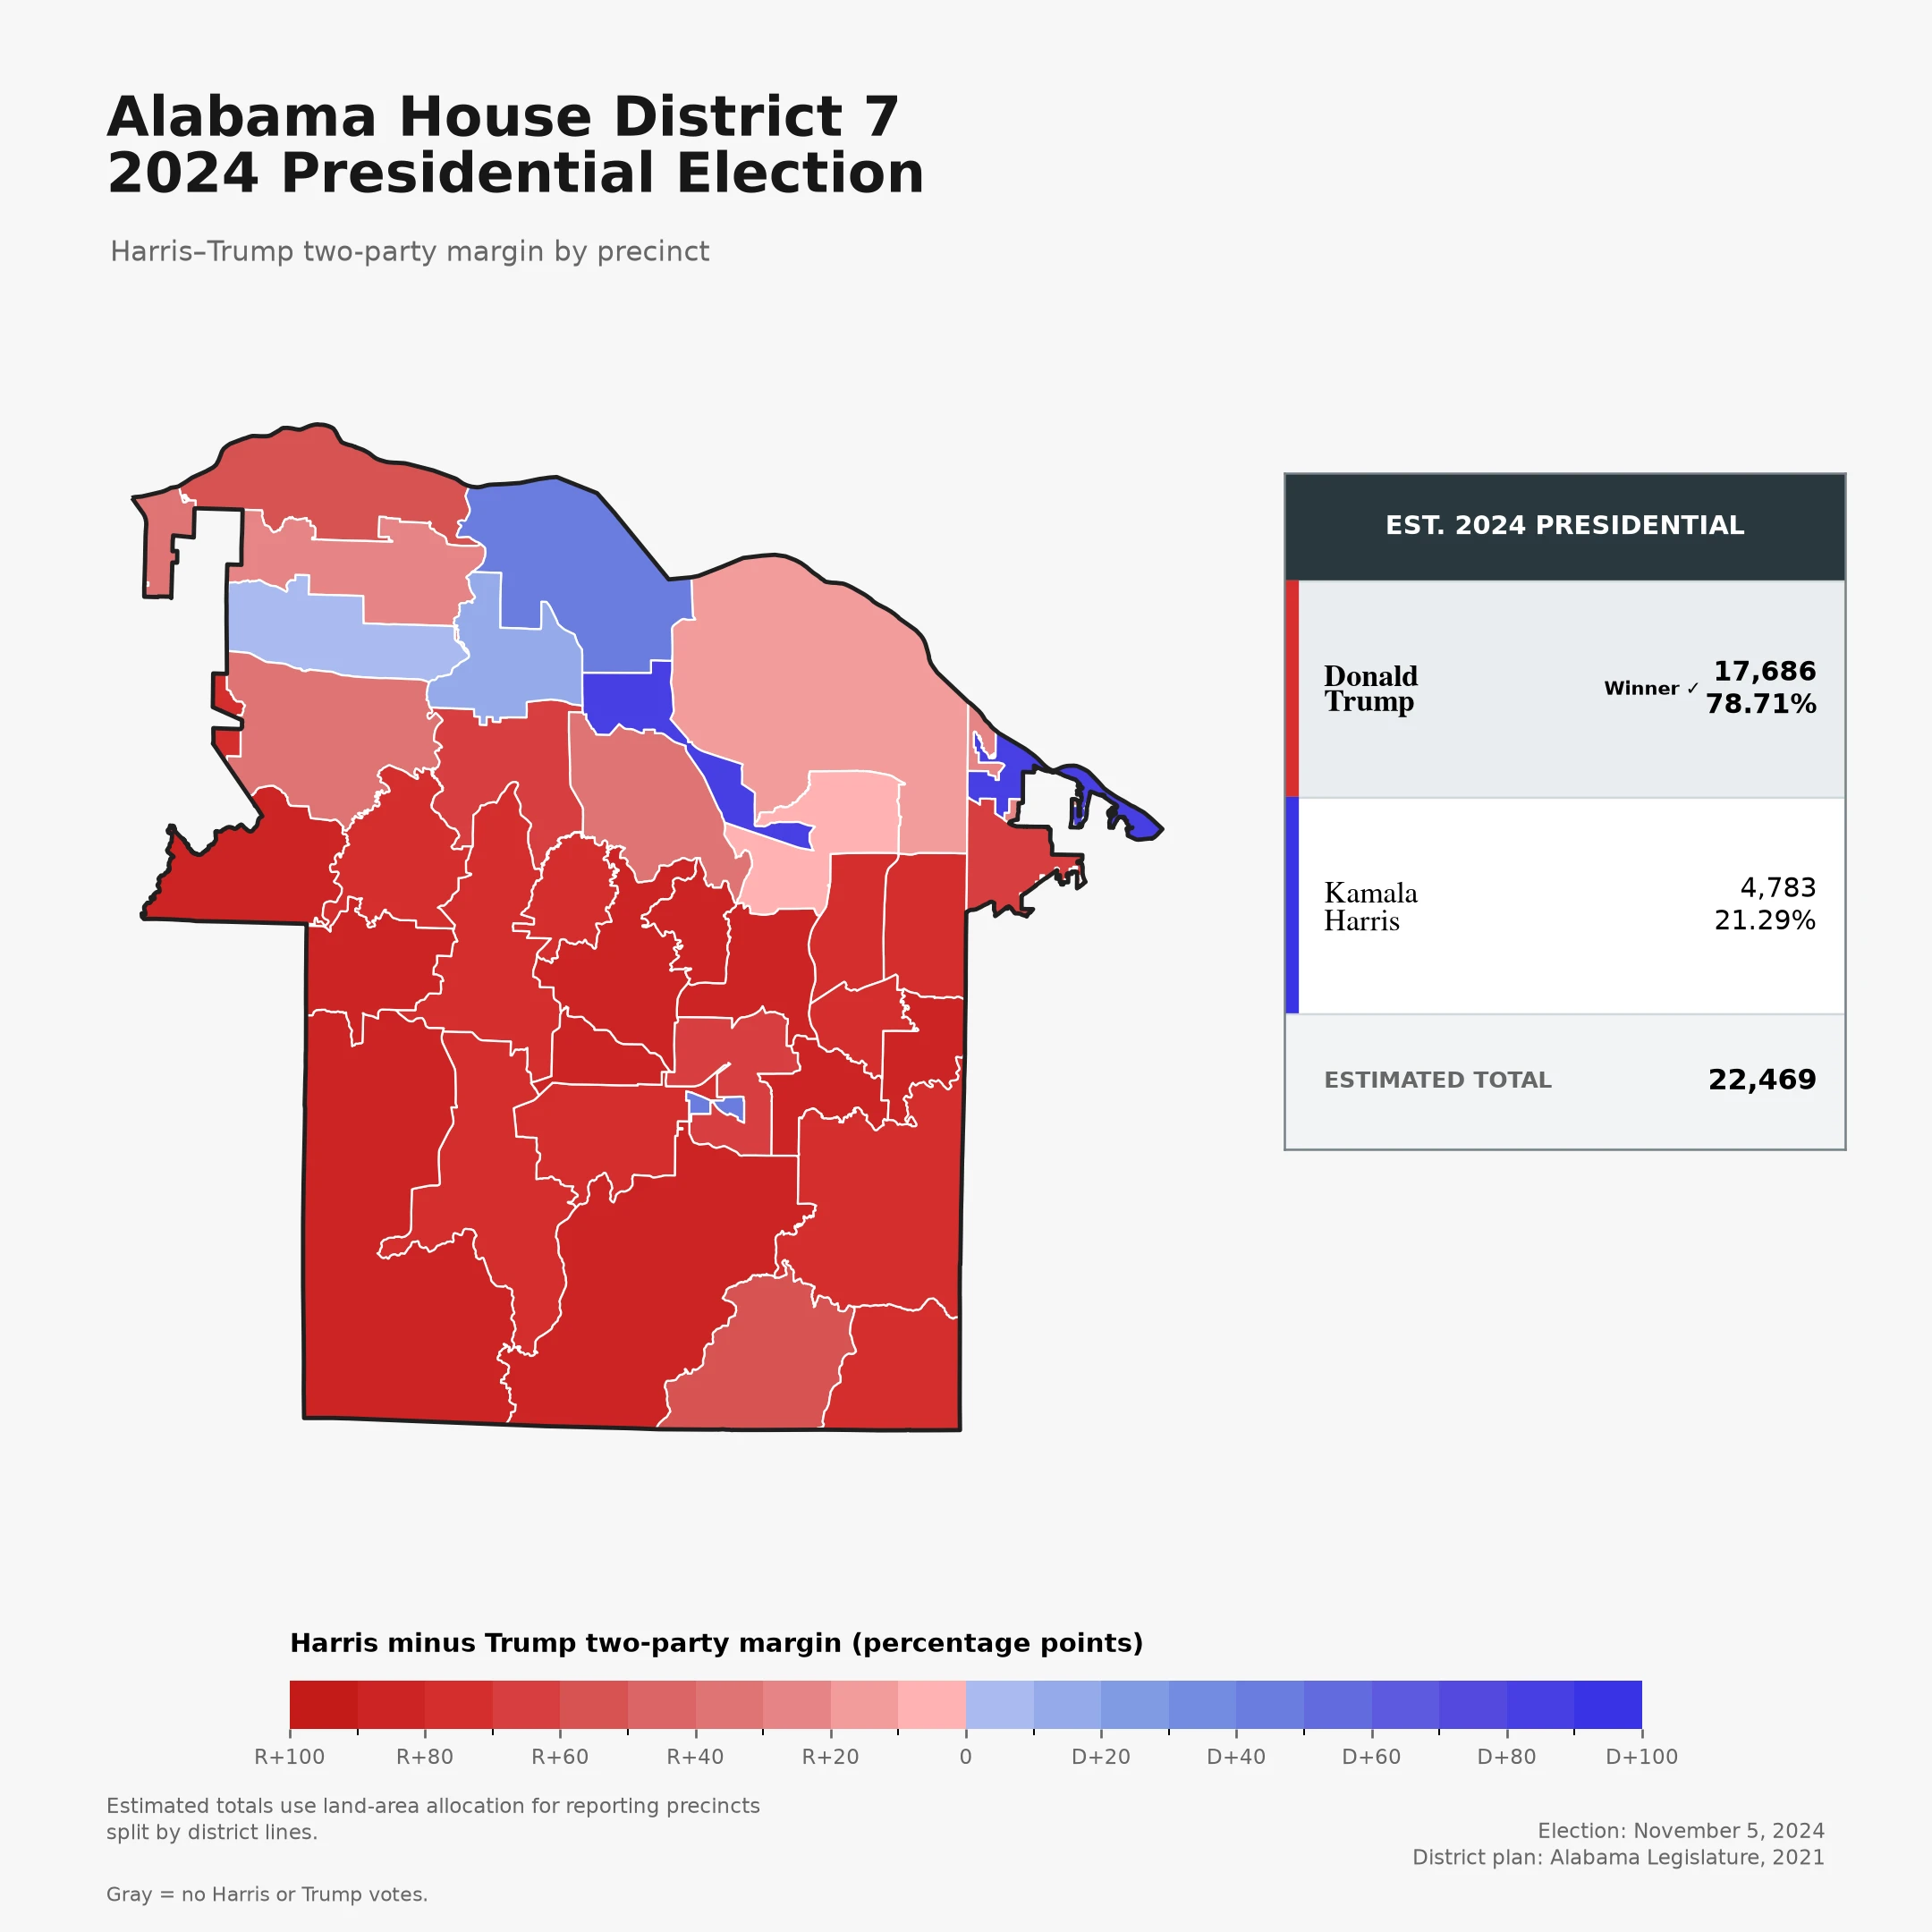 Alabama House District 7
2024 Presidential Election
Harris–Trump two-party margin by precinct
EST. 2024 PRESIDENTIAL
Donald
Trump
Winner ✓
17,686
78.71%
Kamala
Harris
4,783
21.29%
ESTIMATED TOTAL
22,469
Harris minus Trump two-party margin (percentage points)
R+100 R+80 R+60 R+40 R+20 0 D+20 D+40 D+60 D+80 D+100
Estimated totals use land-area allocation for reporting precincts
split by district lines.
Gray = no Harris or Trump votes.
Election: November 5, 2024
District plan: Alabama Legislature, 2021